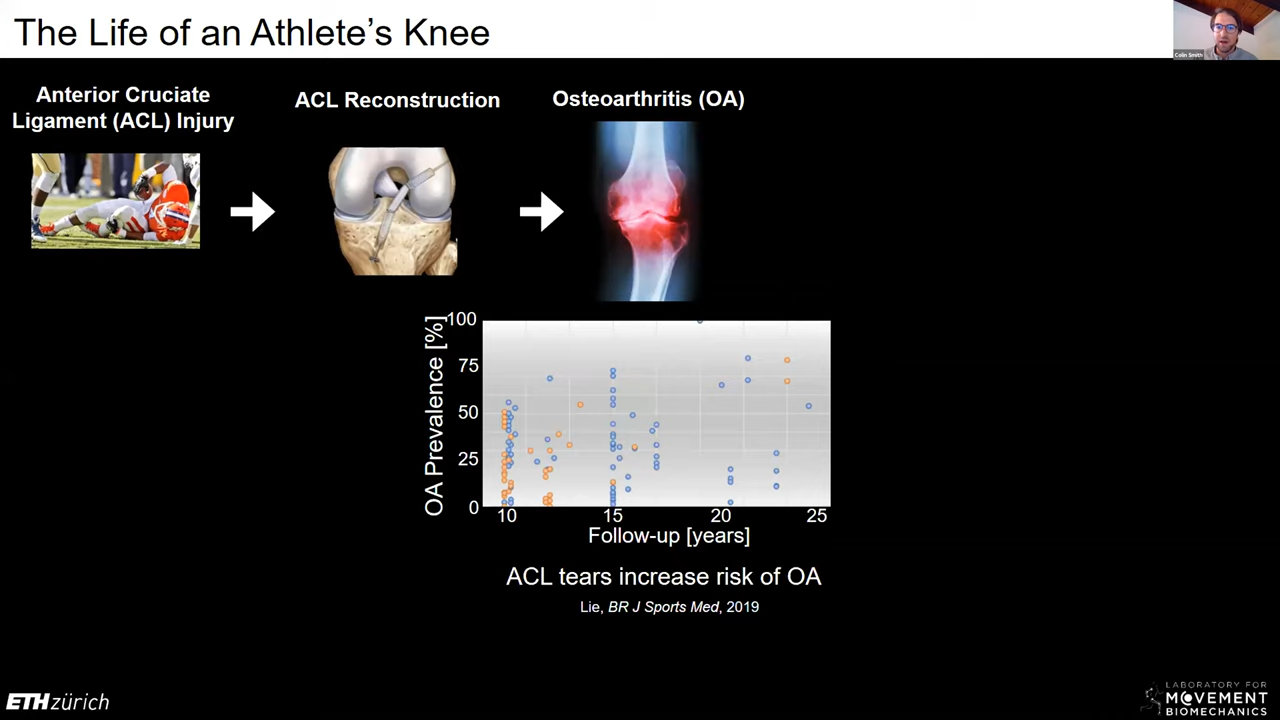 The Life of an Athlete's Knee
Colin Smith
Anterior Cruciate
Ligament (ACL) Injury
ACL Reconstruction
Osteoarthritis (OA)
OA Prevalence [%]
100
75
50
25
0
10 15 20 25
Follow-up [years]
ACL tears increase risk of OA
Lie, BR J Sports Med, 2019
ETH zürich
LABORATORY FOR
MOVEMENT
BIOMECHANICS